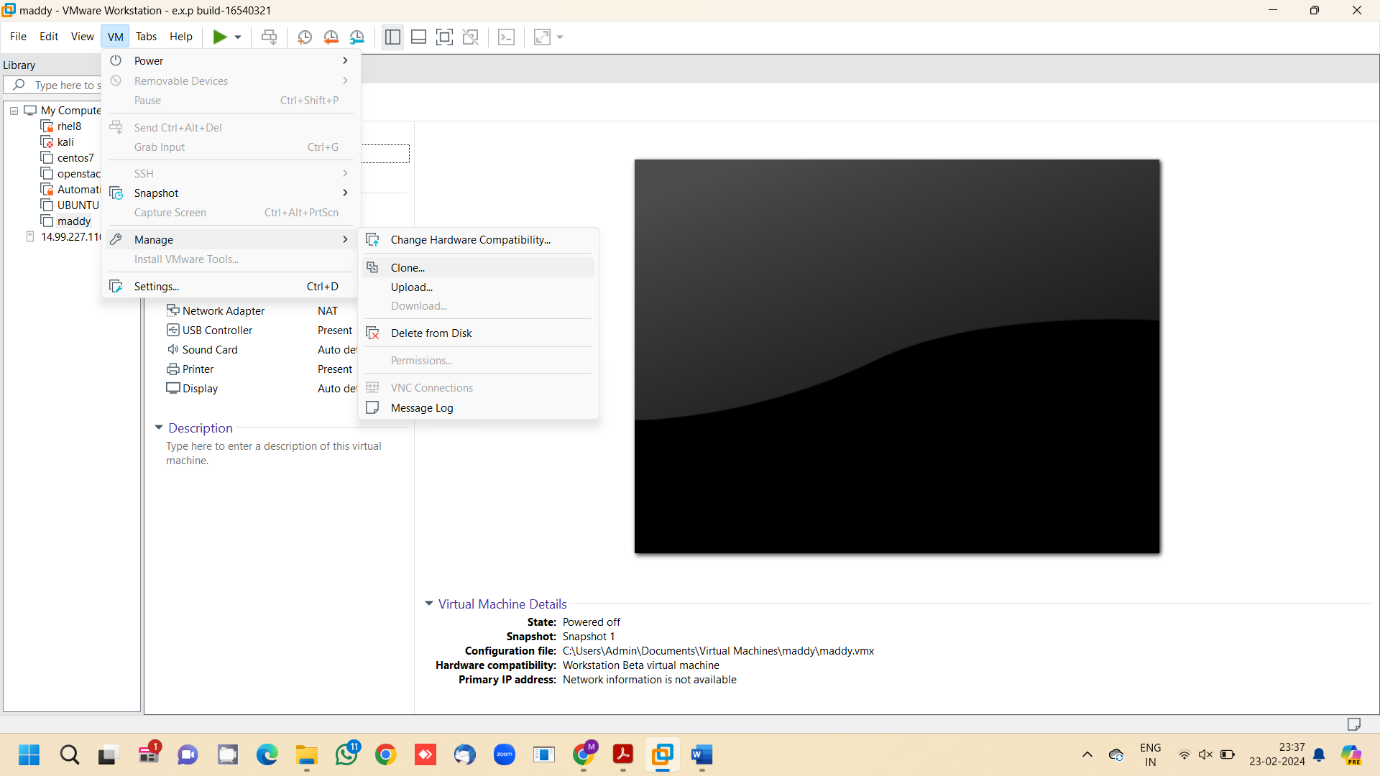 maddy - VMware Workstation - e.x.p build-16540321
File Edit View VM Tabs Help
Library
Type here to s
My Compute
rhel8
kali
centos7
openstac
Automati
UBUNTU
maddy
14.99.227.110
Power
Removable Devices
Pause Ctrl+Shift+P
Send Ctrl+Alt+Del
Grab Input Ctrl+G
SSH
Snapshot
Capture Screen Ctrl+Alt+PrtScn
Manage
Install VMware Tools...
Settings... Ctrl+D
Change Hardware Compatibility...
Clone...
Upload...
Download...
Delete from Disk
Permissions...
VNC Connections
Message Log
Network Adapter NAT
USB Controller Present
Sound Card Auto det
Printer Present
Display Auto det
Description
Type here to enter a description of this virtual
machine.
Virtual Machine Details
State: Powered off
Snapshot: Snapshot 1
Configuration file: C:\Users\Admin\Documents\Virtual Machines\maddy\maddy.vmx
Hardware compatibility: Workstation Beta virtual machine
Primary IP address: Network information is not available
1
11
zoom
M
W
ENG
IN
23:37
23-02-2024
PRE